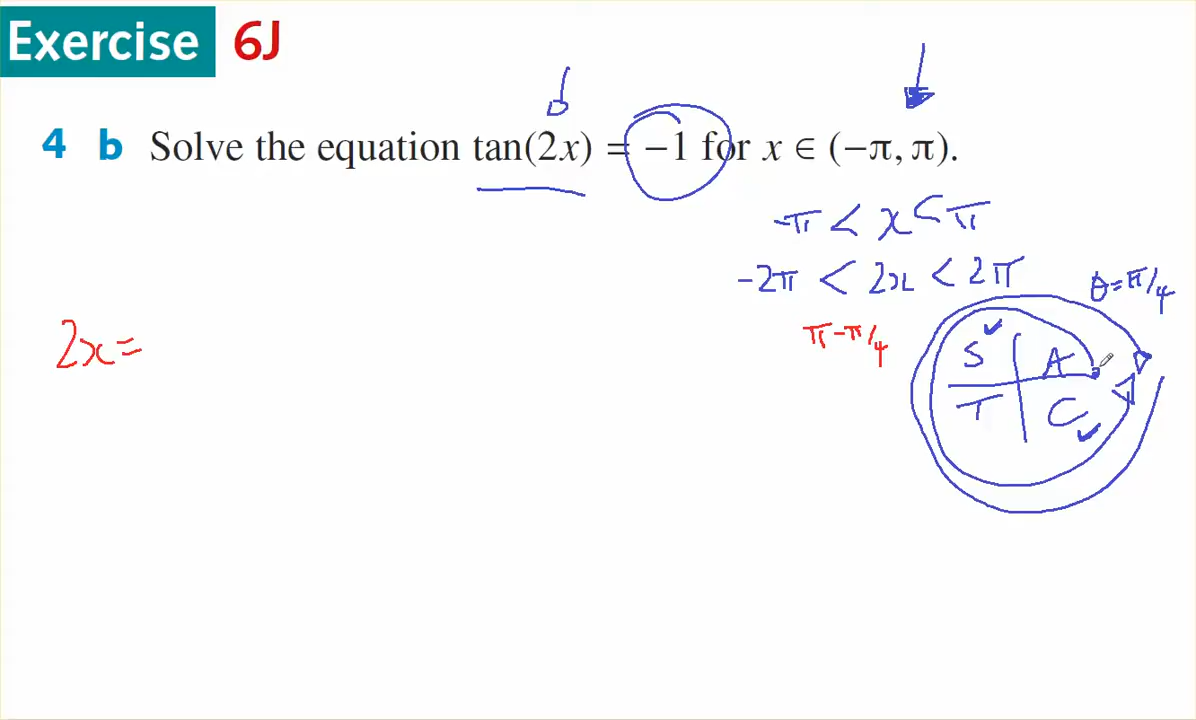 Exercise 6J
4 b Solve the equation tan(2x) = −1 for x ∈ (−π, π).
-π < x < π
-2π < 2x < 2π
θ=π/4
2x=
π-π/4
S A
T C